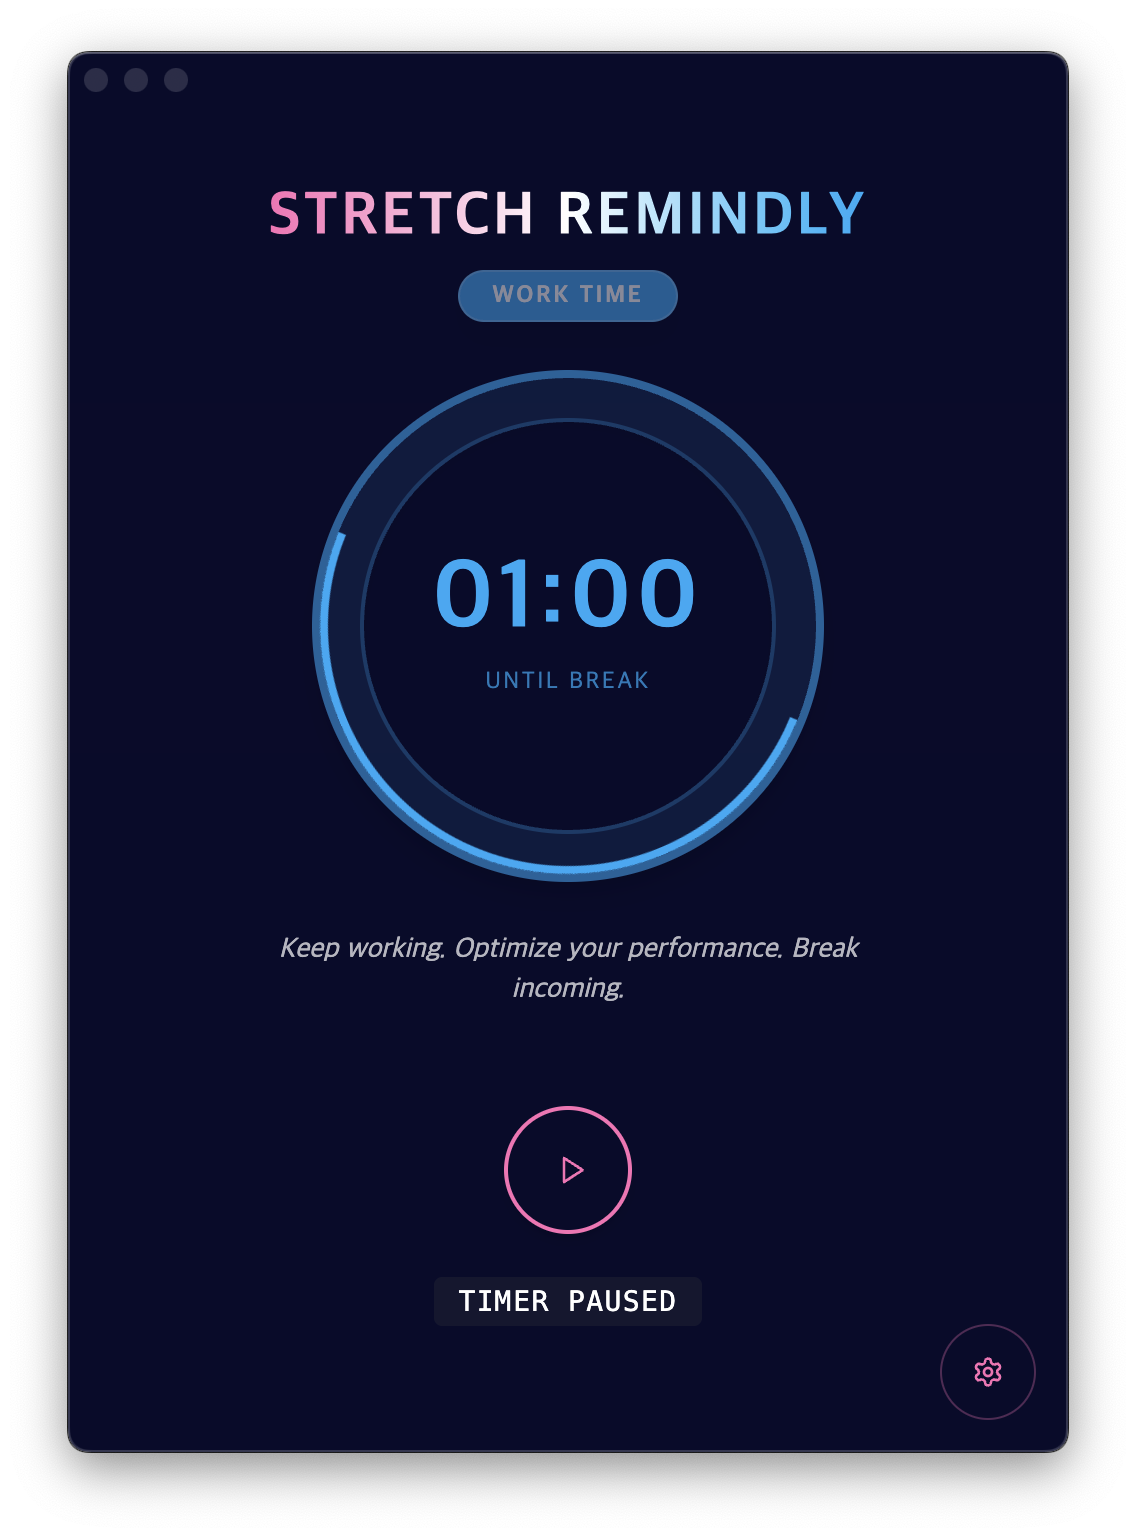 STRETCH REMINDLY
WORK TIME
01:00
UNTIL BREAK
Keep working. Optimize your performance. Break
incoming.
TIMER PAUSED